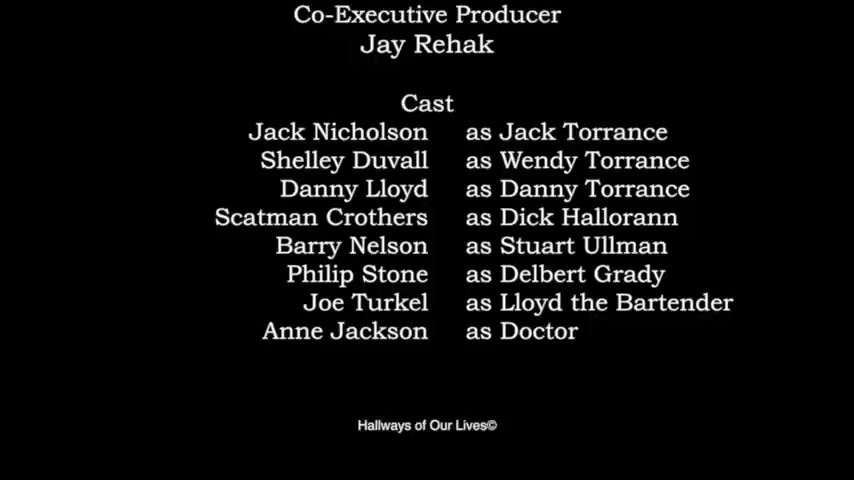 Co-Executive Producer
Jay Rehak
Cast
Jack Nicholson as Jack Torrance
Shelley Duvall as Wendy Torrance
Danny Lloyd as Danny Torrance
Scatman Crothers as Dick Hallorann
Barry Nelson as Stuart Ullman
Philip Stone as Delbert Grady
Joe Turkel as Lloyd the Bartender
Anne Jackson as Doctor
Hallways of Our Lives©